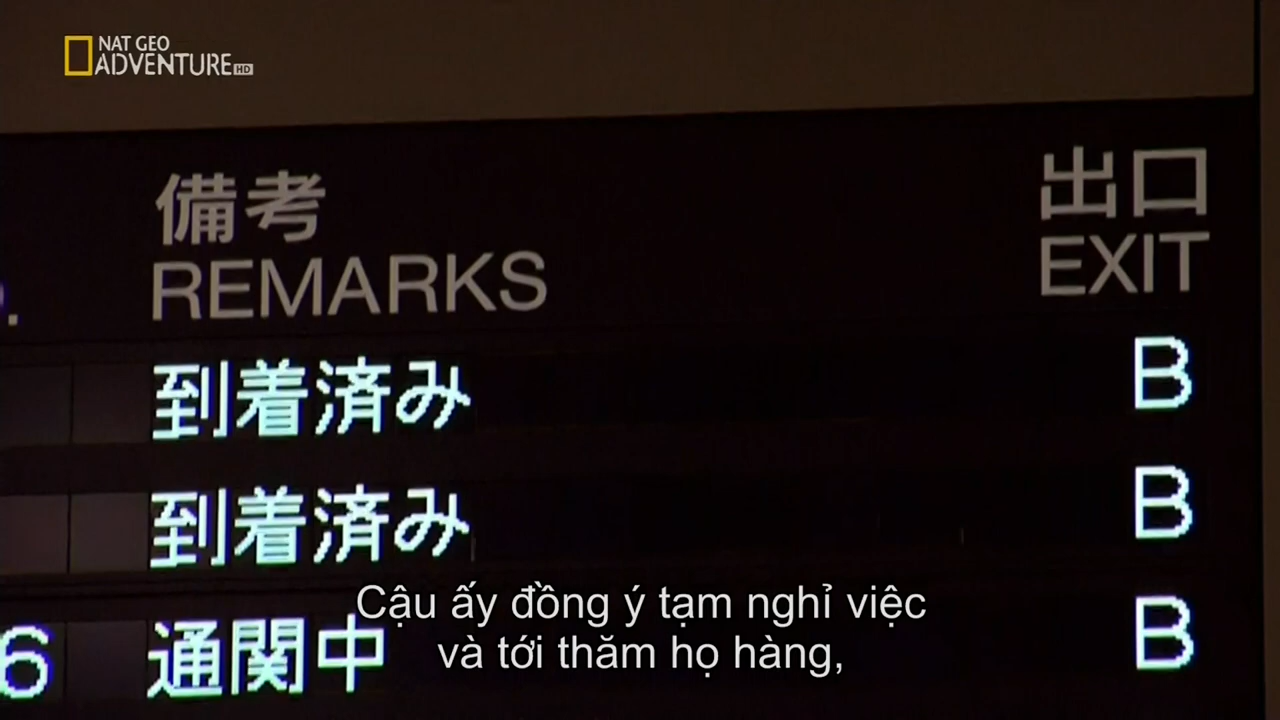 NAT GEO
ADVENTURE HD
備考 出口
REMARKS EXIT
到着済み B
到着済み B
6 通関中 B
Cậu ấy đồng ý tạm nghỉ việc
và tới thăm họ hàng,